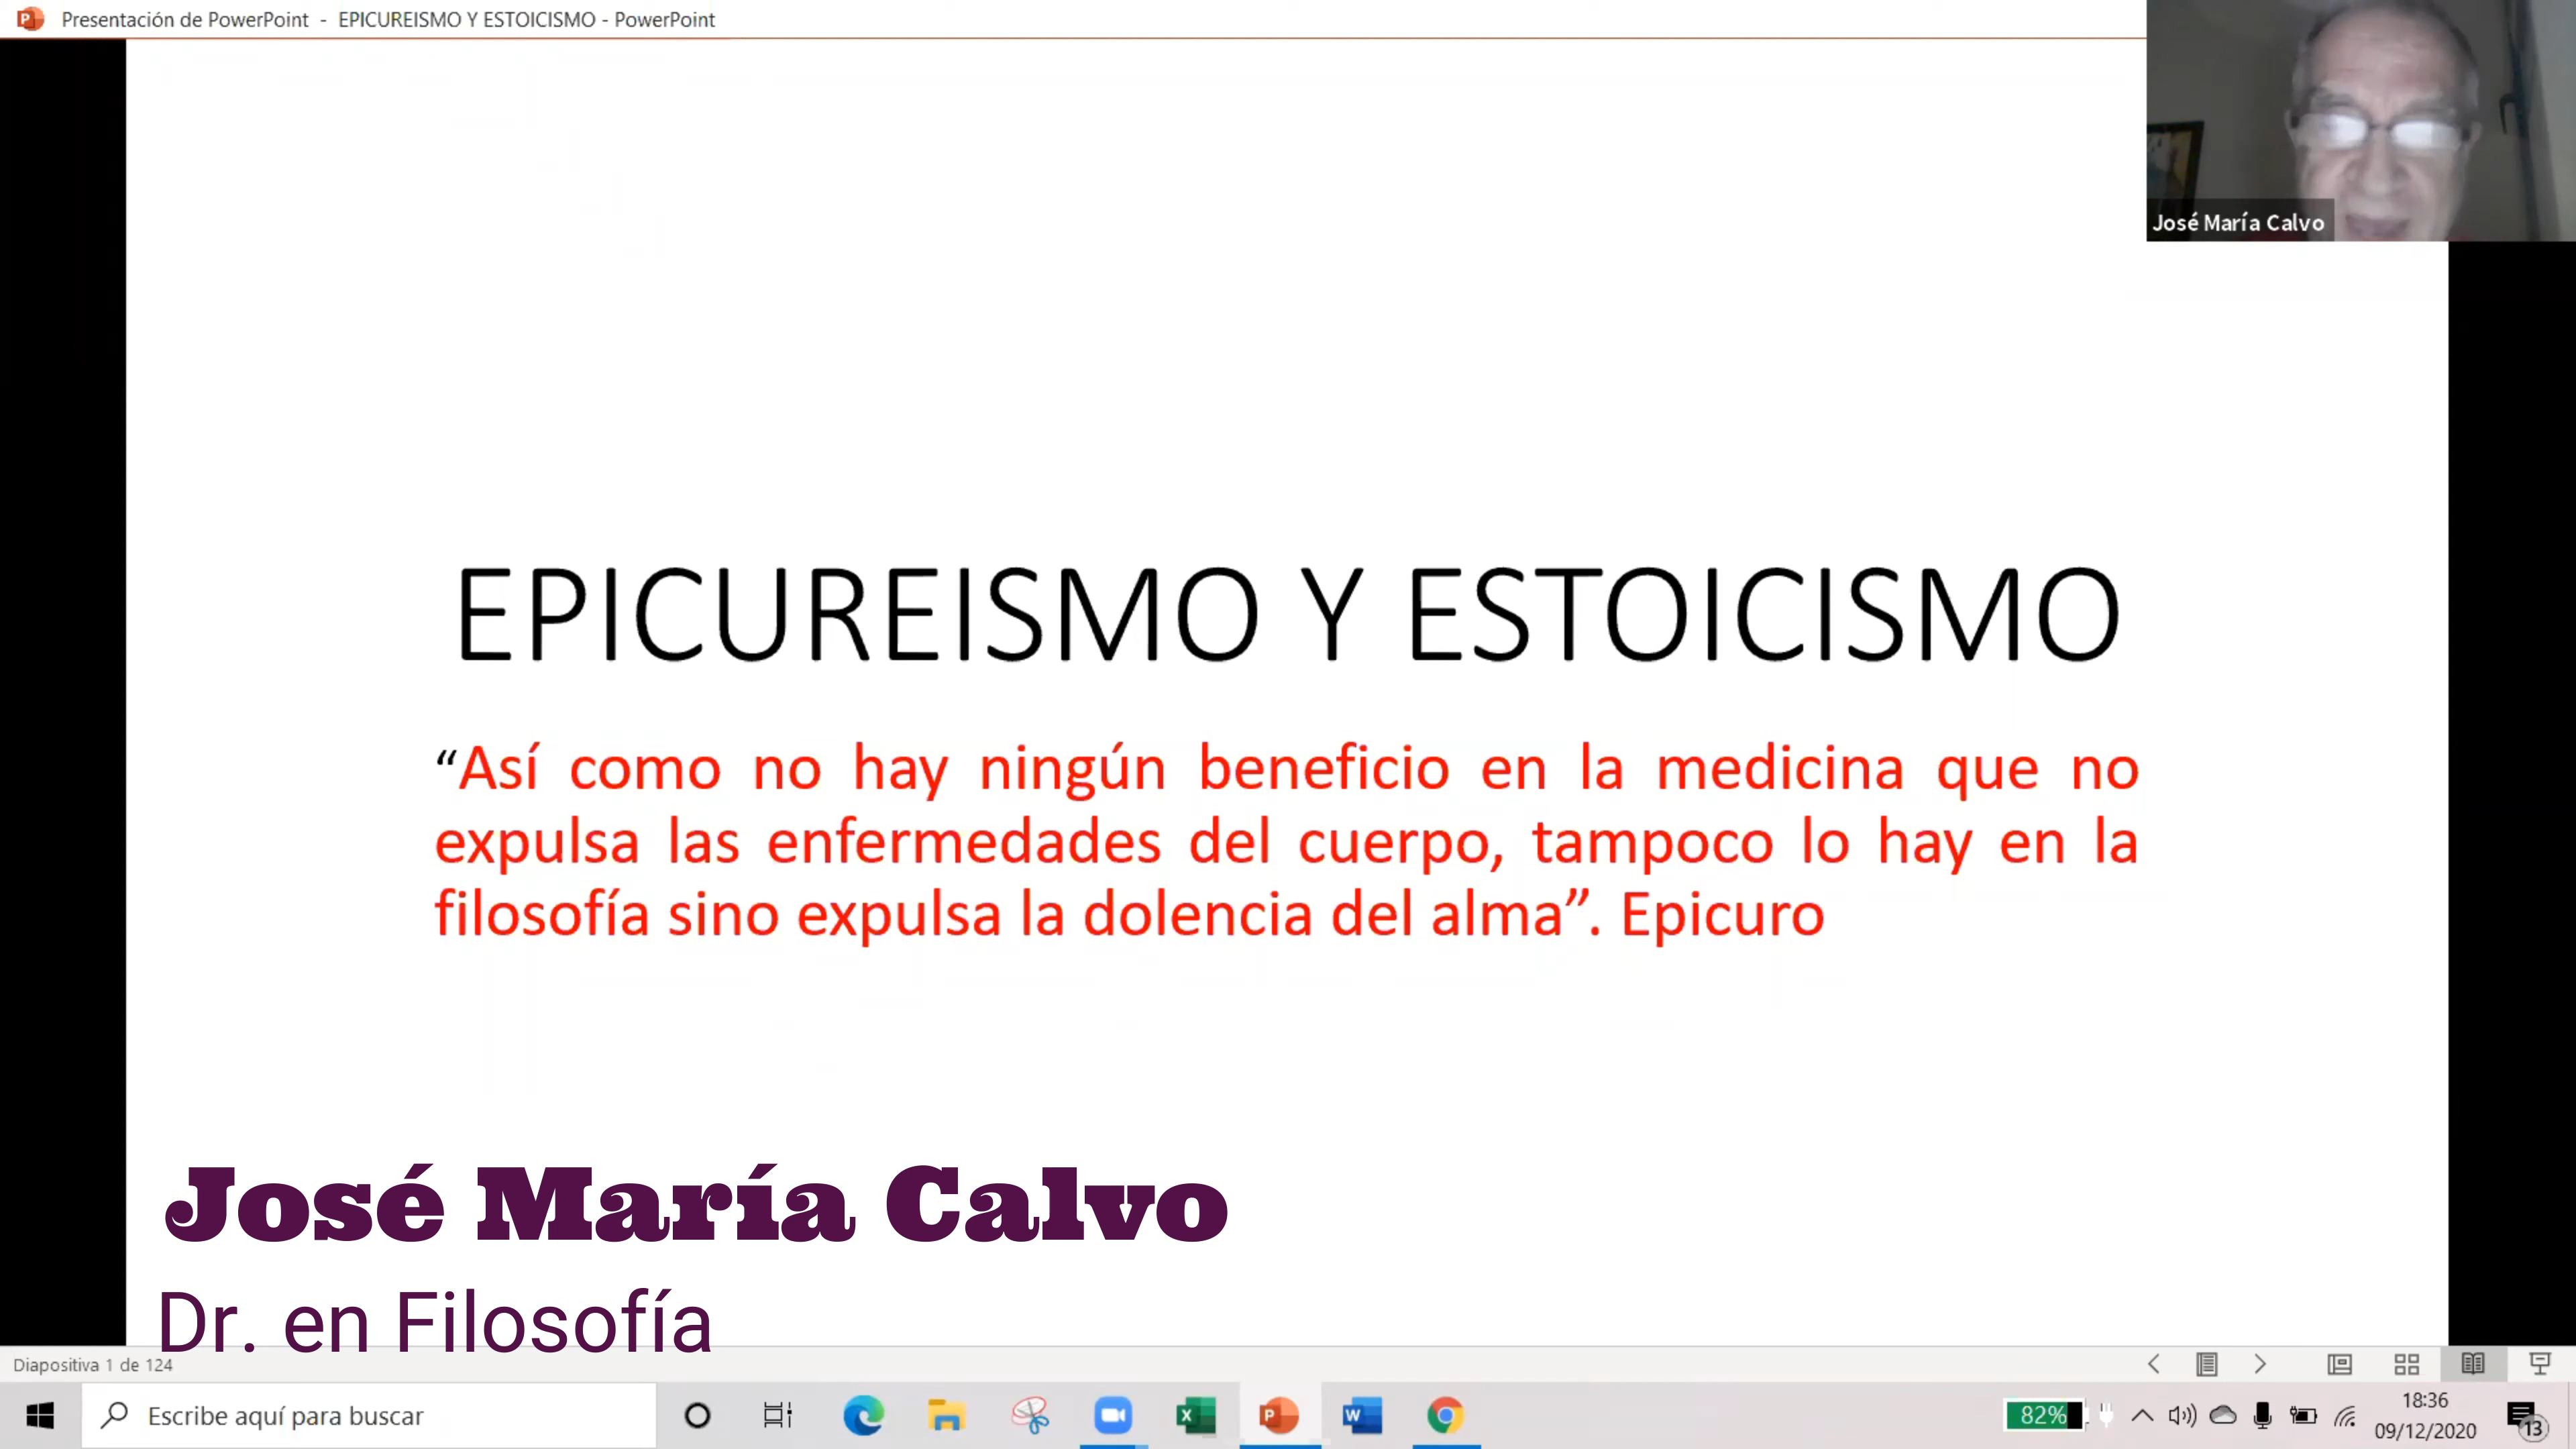 Presentación de PowerPoint - EPICUREISMO Y ESTOICISMO - PowerPoint
José María Calvo
EPICUREISMO Y ESTOICISMO
“Así como no hay ningún beneficio en la medicina que no
expulsa las enfermedades del cuerpo, tampoco lo hay en la
filosofía sino expulsa la dolencia del alma”. Epicuro
José María Calvo
Dr. en Filosofía
Diapositiva 1 de 124
Escribe aquí para buscar
82%
18:36
09/12/2020
13